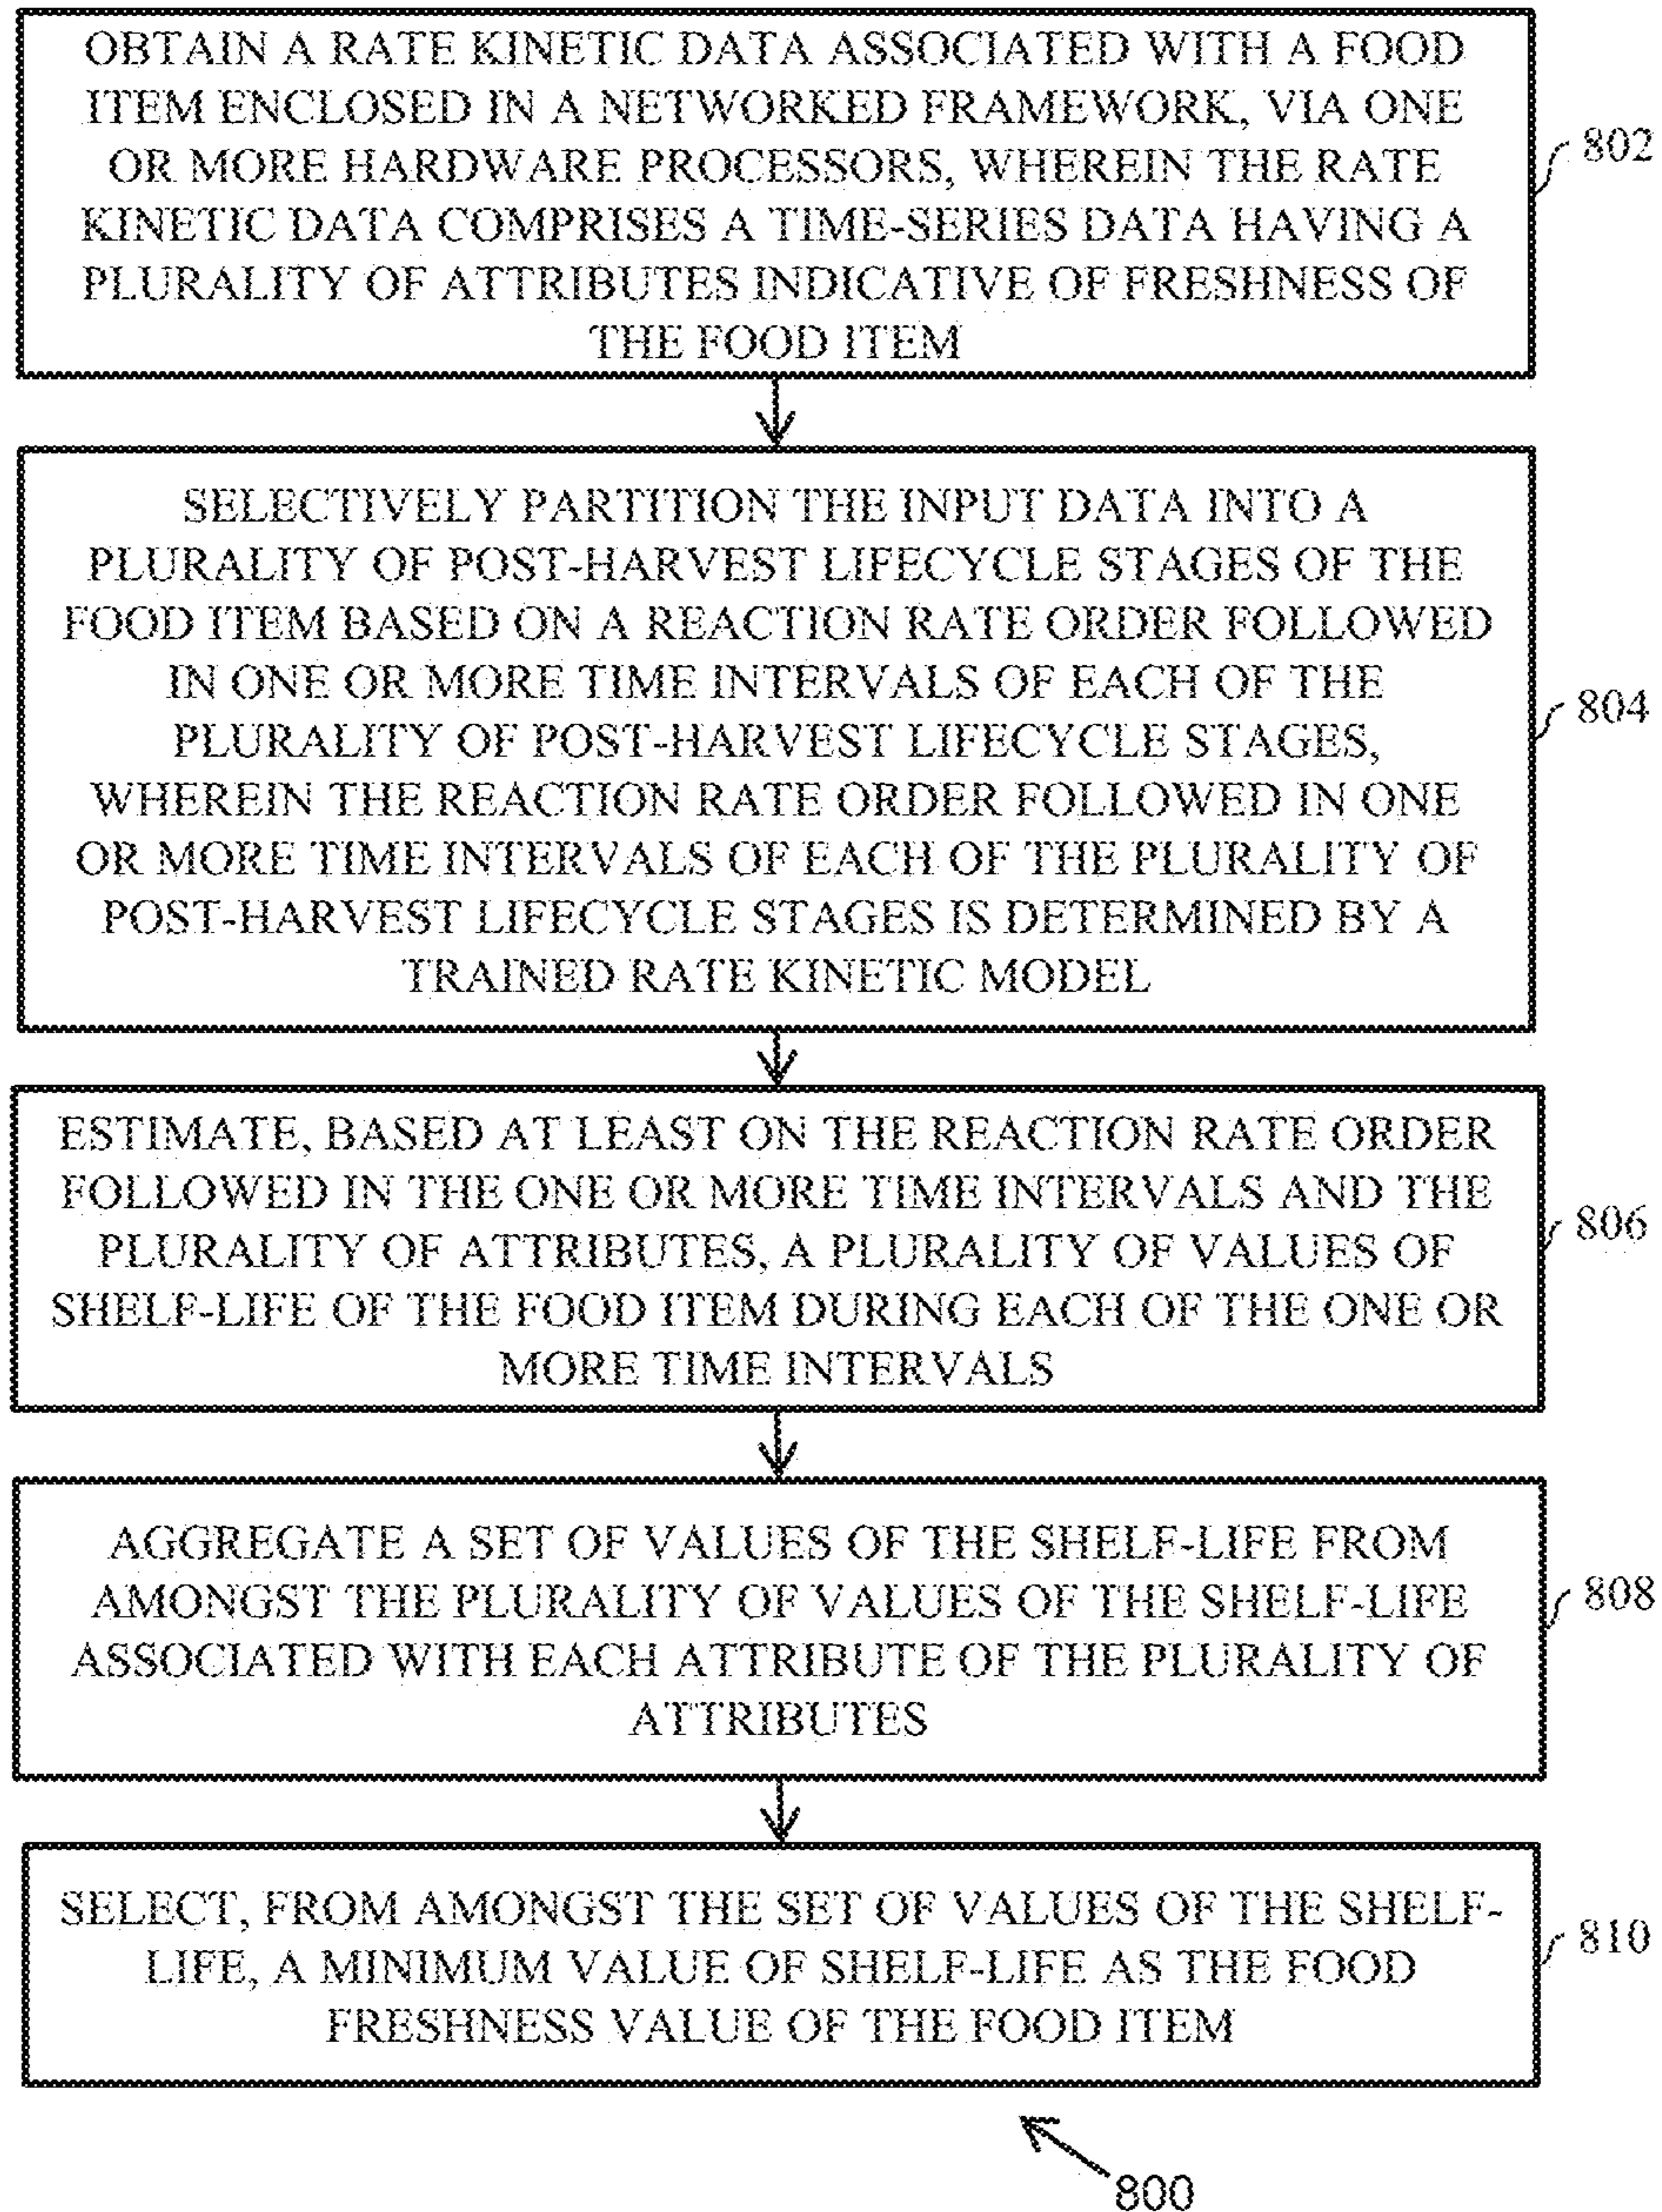 OBTAIN A RATE KINETIC DATA ASSOCIATED WITH A FOOD
ITEM ENCLOSED IN A NETWORKED FRAMEWORK, VIA ONE
OR MORE HARDWARE PROCESSORS, WHEREIN THE RATE
KINETIC DATA COMPRISES A TIME-SERIES DATA HAVING A
PLURALITY OF ATTRIBUTES INDICATIVE OF FRESHNESS OF
THE FOOD ITEM
802
SELECTIVELY PARTITION THE INPUT DATA INTO A
PLURALITY OF POST-HARVEST LIFECYCLE STAGES OF THE
FOOD ITEM BASED ON A REACTION RATE ORDER FOLLOWED
IN ONE OR MORE TIME INTERVALS OF EACH OF THE
PLURALITY OF POST-HARVEST LIFECYCLE STAGES,
WHEREIN THE REACTION RATE ORDER FOLLOWED IN ONE
OR MORE TIME INTERVALS OF EACH OF THE PLURALITY OF
POST-HARVEST LIFECYCLE STAGES IS DETERMINED BY A
TRAINED RATE KINETIC MODEL
804
ESTIMATE, BASED AT LEAST ON THE REACTION RATE ORDER
FOLLOWED IN THE ONE OR MORE TIME INTERVALS AND THE
PLURALITY OF ATTRIBUTES, A PLURALITY OF VALUES OF
SHELF-LIFE OF THE FOOD ITEM DURING EACH OF THE ONE OR
MORE TIME INTERVALS
806
AGGREGATE A SET OF VALUES OF THE SHELF-LIFE FROM
AMONGST THE PLURALITY OF VALUES OF THE SHELF-LIFE
ASSOCIATED WITH EACH ATTRIBUTE OF THE PLURALITY OF
ATTRIBUTES
808
SELECT, FROM AMONGST THE SET OF VALUES OF THE SHELF-
LIFE, A MINIMUM VALUE OF SHELF-LIFE AS THE FOOD
FRESHNESS VALUE OF THE FOOD ITEM
810
800